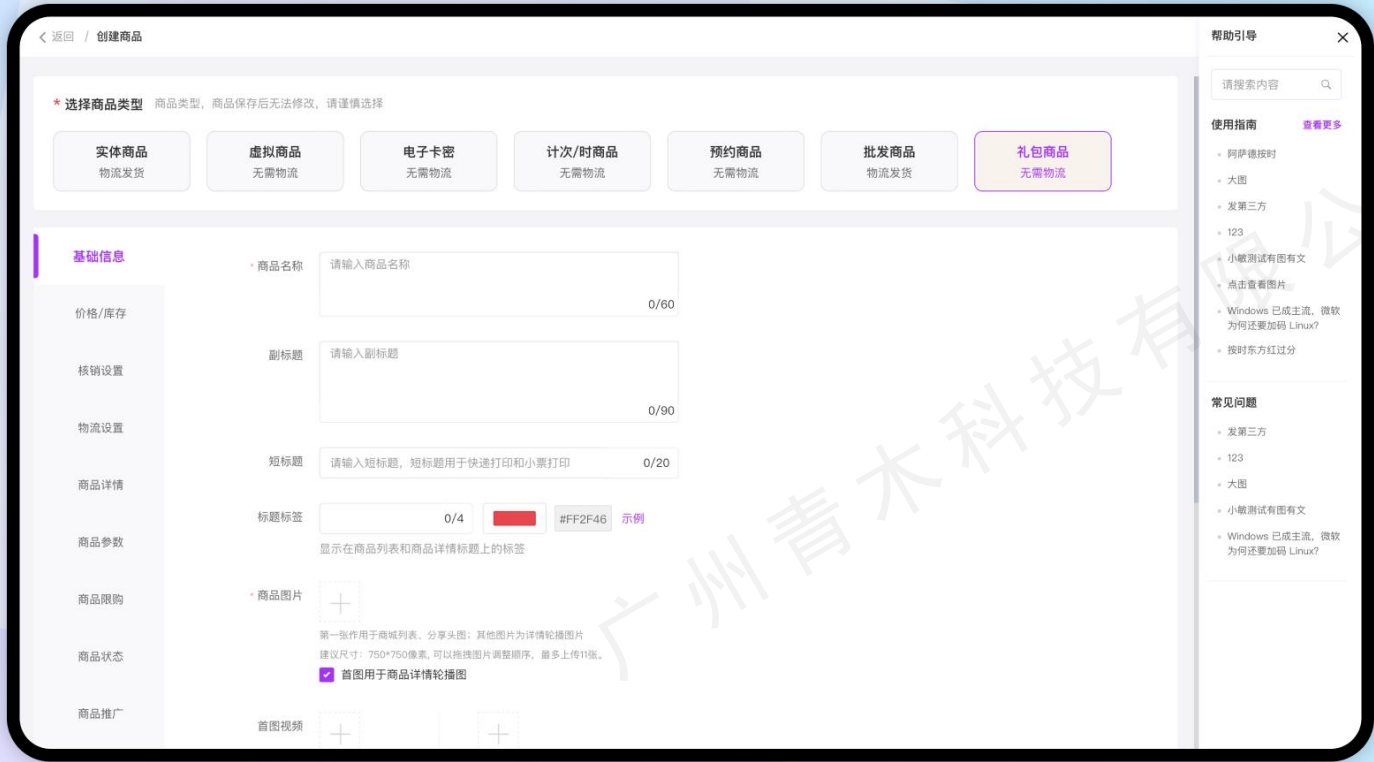 返回 / 创建商品
* 选择商品类型 商品类型，商品保存后无法修改，请谨慎选择
实体商品
物流发货
虚拟商品
无需物流
电子卡密
无需物流
计次/时商品
无需物流
预约商品
无需物流
批发商品
物流发货
礼包商品
无需物流
基础信息
价格/库存
核销设置
物流设置
商品详情
商品参数
商品限购
商品状态
商品推广
* 商品名称 请输入商品名称
0/60
副标题 请输入副标题
0/90
短标题 请输入短标题，短标题用于快递打印和小票打印 0/20
标题标签 0/4 #FF2F46 示例
显示在商品列表和商品详情标题上的标签
* 商品图片
第一张作用于商城列表、分享头图；其他图片为详情轮播图片
建议尺寸：750*750像素, 可以拖拽图片调整顺序，最多上传11张。
首图用于商品详情轮播图
首图视频
帮助引导
请搜索内容
使用指南 查看更多
阿萨德按时
大图
发第三方
123
小敏测试有图有文
点击查看图片
Windows 已成主流，微软
为何还要加码 Linux?
按时东方红过分
常见问题
发第三方
123
大图
小敏测试有图有文
Windows 已成主流，微软
为何还要加码 Linux?
广州青木科技有限公